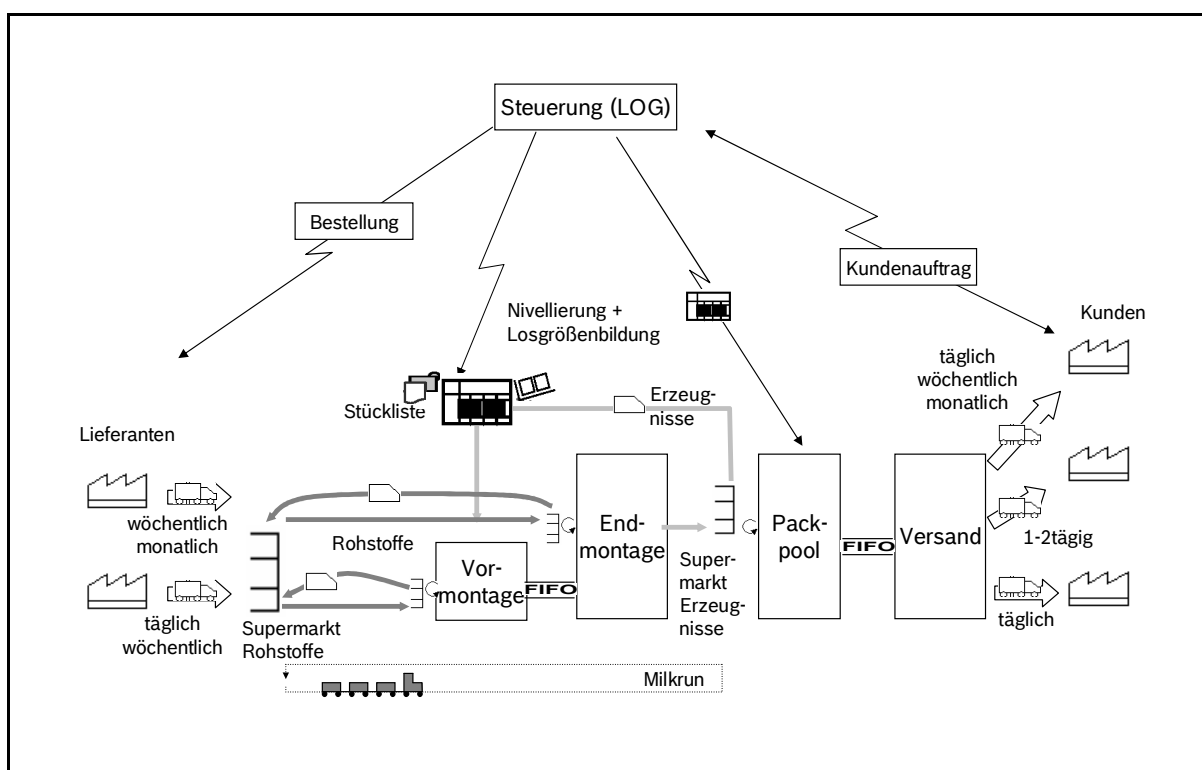 Steuerung (LOG)
Bestellung
Kundenauftrag
Nivellierung +
Losgrößenbildung
Kunden
täglich
wöchentlich
monatlich
Stückliste
Erzeug-
nisse
Lieferanten
wöchentlich
monatlich
Rohstoffe
End-
montage
Pack-
pool
Versand
FIFO
1-2tägig
Vor-
montage
FIFO
Super-
markt
Erzeug-
nisse
täglich
wöchentlich
Supermarkt
Rohstoffe
täglich
Milkrun